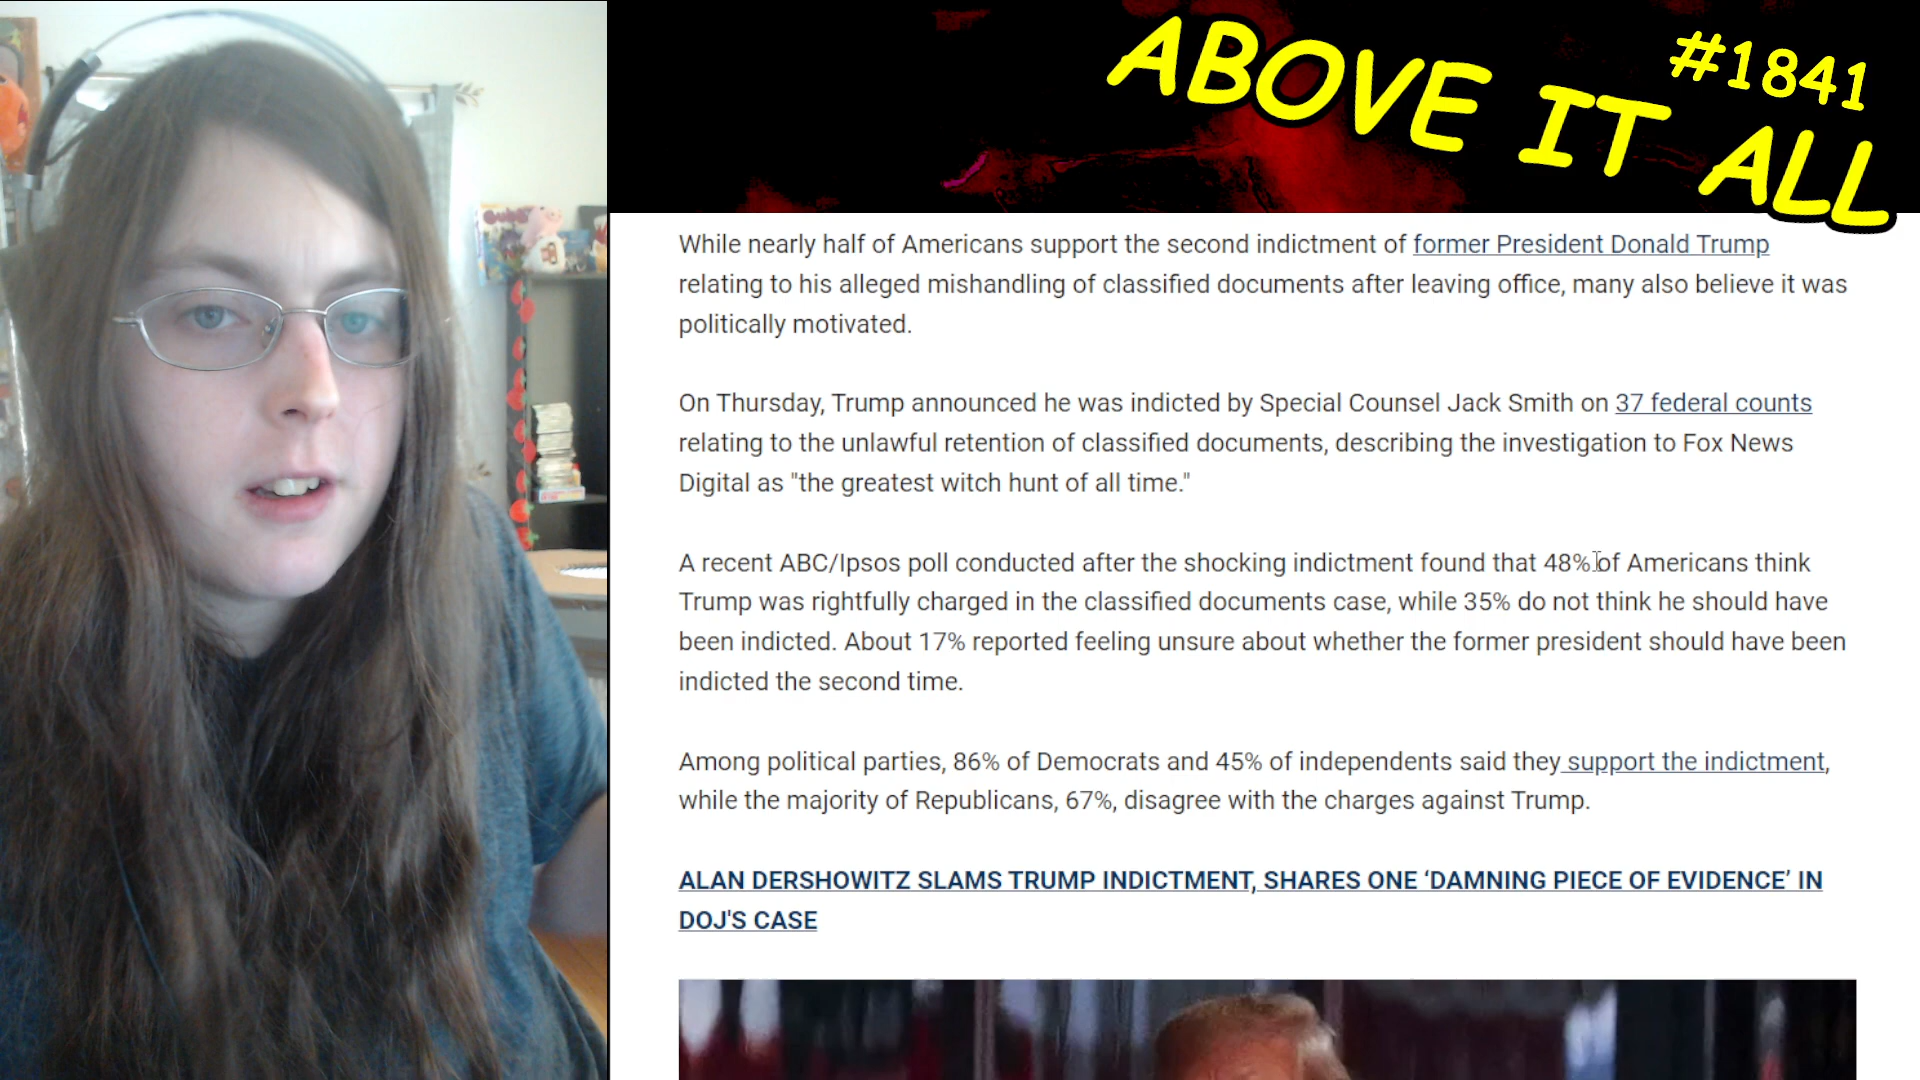 #1841
ABOVE IT ALL
While nearly half of Americans support the second indictment of former President Donald Trump
relating to his alleged mishandling of classified documents after leaving office, many also believe it was
politically motivated.
On Thursday, Trump announced he was indicted by Special Counsel Jack Smith on 37 federal counts
relating to the unlawful retention of classified documents, describing the investigation to Fox News
Digital as "the greatest witch hunt of all time."
A recent ABC/Ipsos poll conducted after the shocking indictment found that 48% of Americans think
Trump was rightfully charged in the classified documents case, while 35% do not think he should have
been indicted. About 17% reported feeling unsure about whether the former president should have been
indicted the second time.
Among political parties, 86% of Democrats and 45% of independents said they support the indictment,
while the majority of Republicans, 67%, disagree with the charges against Trump.
ALAN DERSHOWITZ SLAMS TRUMP INDICTMENT, SHARES ONE ‘DAMNING PIECE OF EVIDENCE’ IN
DOJ'S CASE